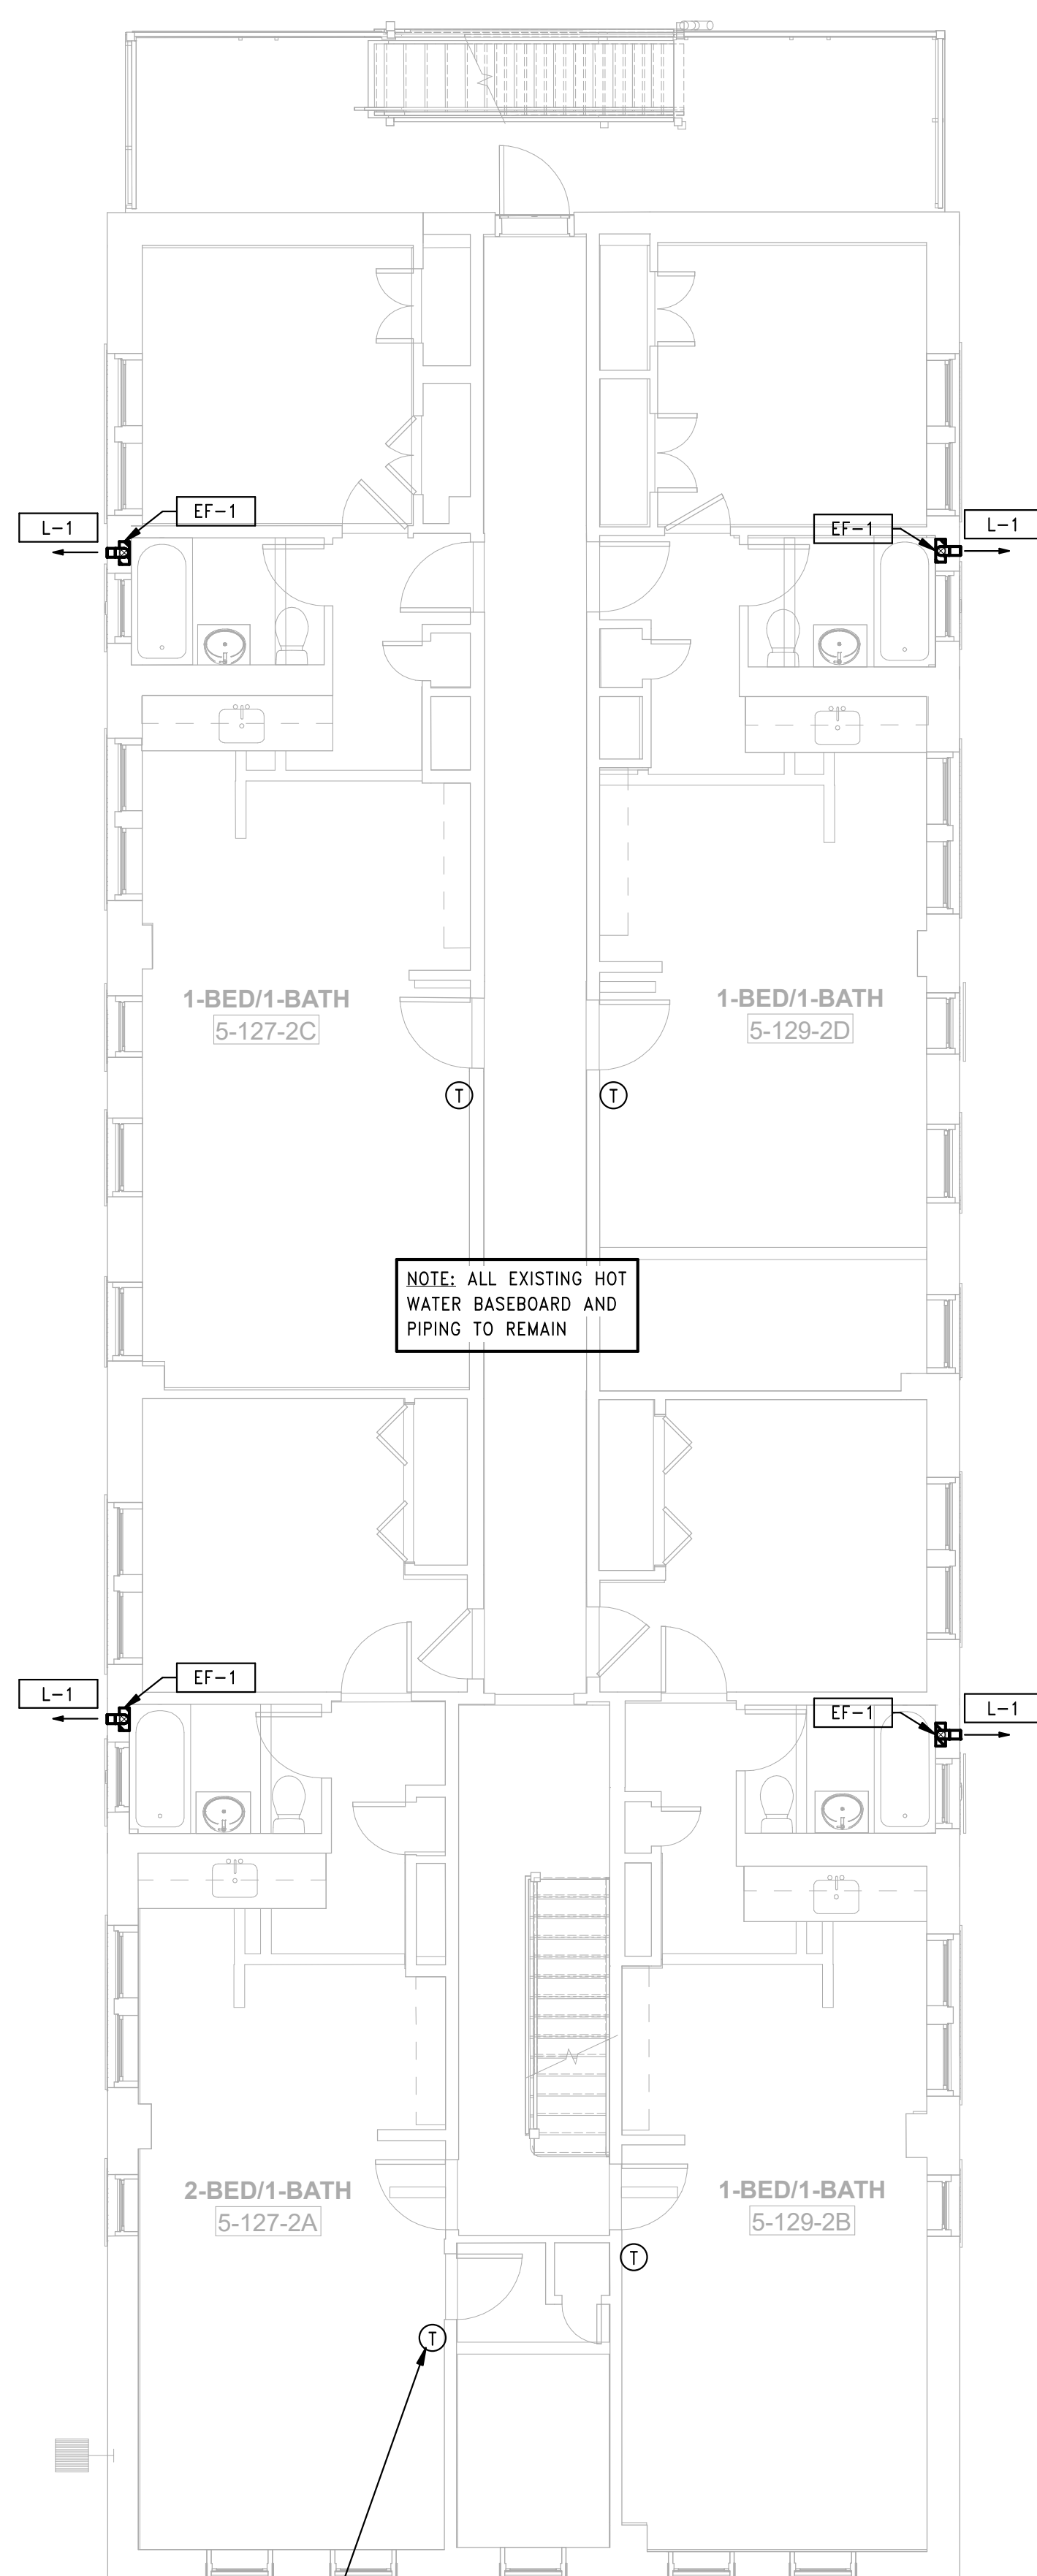 EF-1
L-1
EF-1
L-1
1-BED/1-BATH
5-127-2C
1-BED/1-BATH
5-129-2D
T
T
NOTE: ALL EXISTING HOT
WATER BASEBOARD AND
PIPING TO REMAIN
EF-1
L-1
EF-1
L-1
2-BED/1-BATH
5-127-2A
1-BED/1-BATH
5-129-2B
T
T